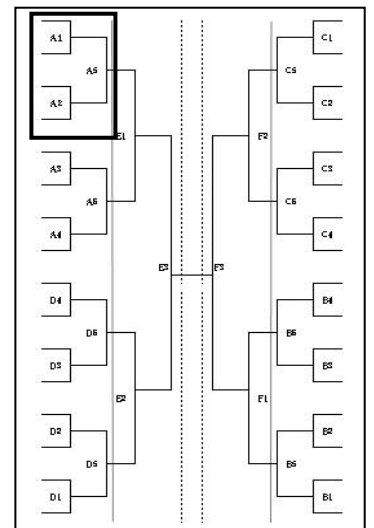 A1 C1
A5 C5
A2 C2
E1 F2
A3 C3
A6 C6
A4 C4
E3 F3
D4 B4
D6 B6
D3 B3
E2 F1
D2 B2
D5 B5
D1 B1